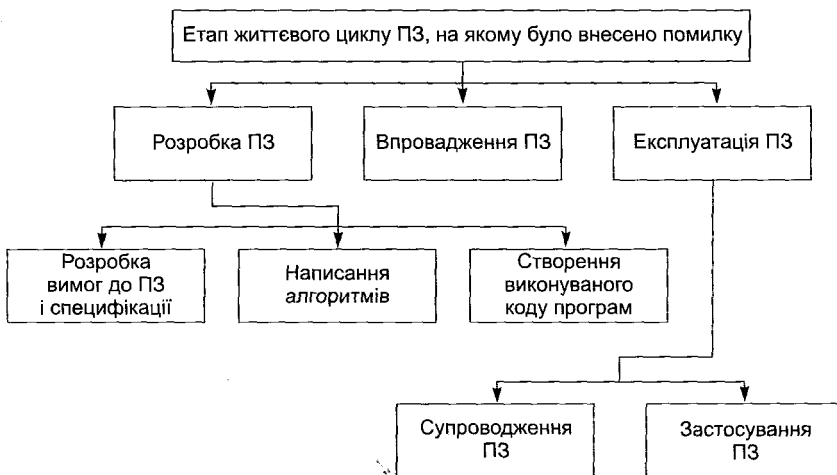 Етап життєвого циклу ПЗ, на якому було внесено помилку
Розробка ПЗ
Впровадження ПЗ
Експлуатація ПЗ
Розробка
вимог до ПЗ
і специфікації
Написання
алгоритмів
Створення
виконуваного
коду програм
Супроводження
ПЗ
Застосування
ПЗ